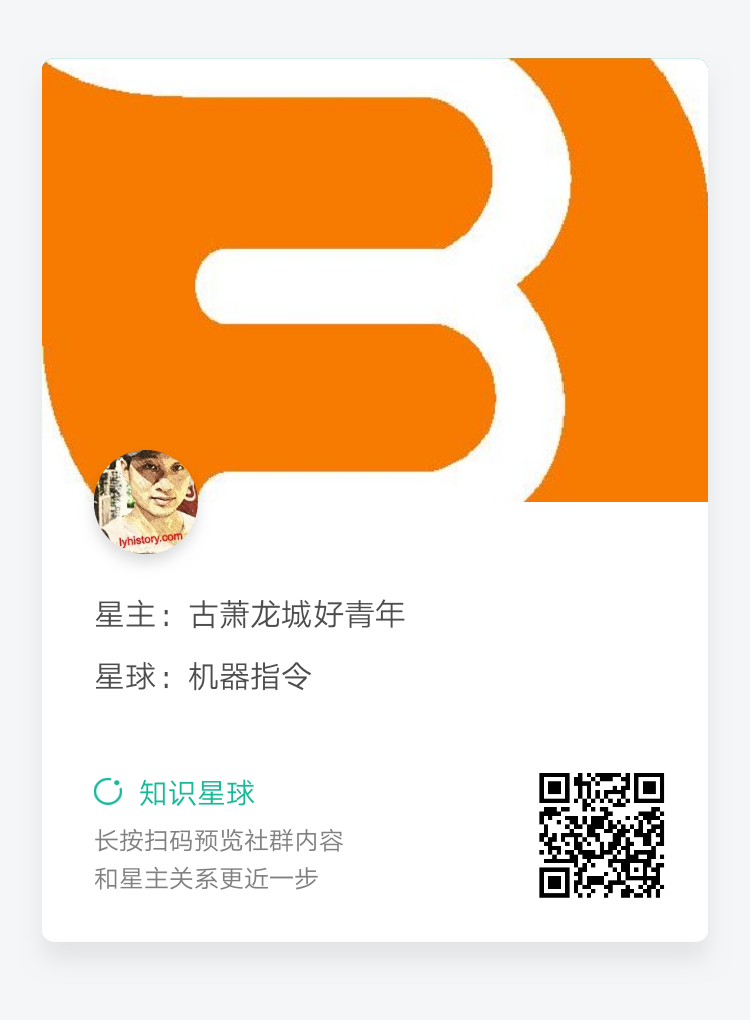 lyhistory.com
星主：古萧龙城好青年
星球：机器指令
知识星球
长按扫码预览社群内容
和星主关系更近一步